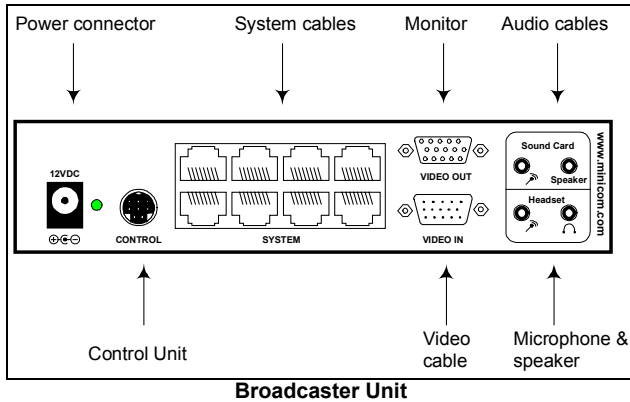 Power connector
System cables
Monitor
Audio cables
Sound Card
Speaker
Headset
www.minicom.com
12VDC
VIDEO OUT
CONTROL
SYSTEM
VIDEO IN
Control Unit
Video
cable
Microphone &
speaker
Broadcaster Unit